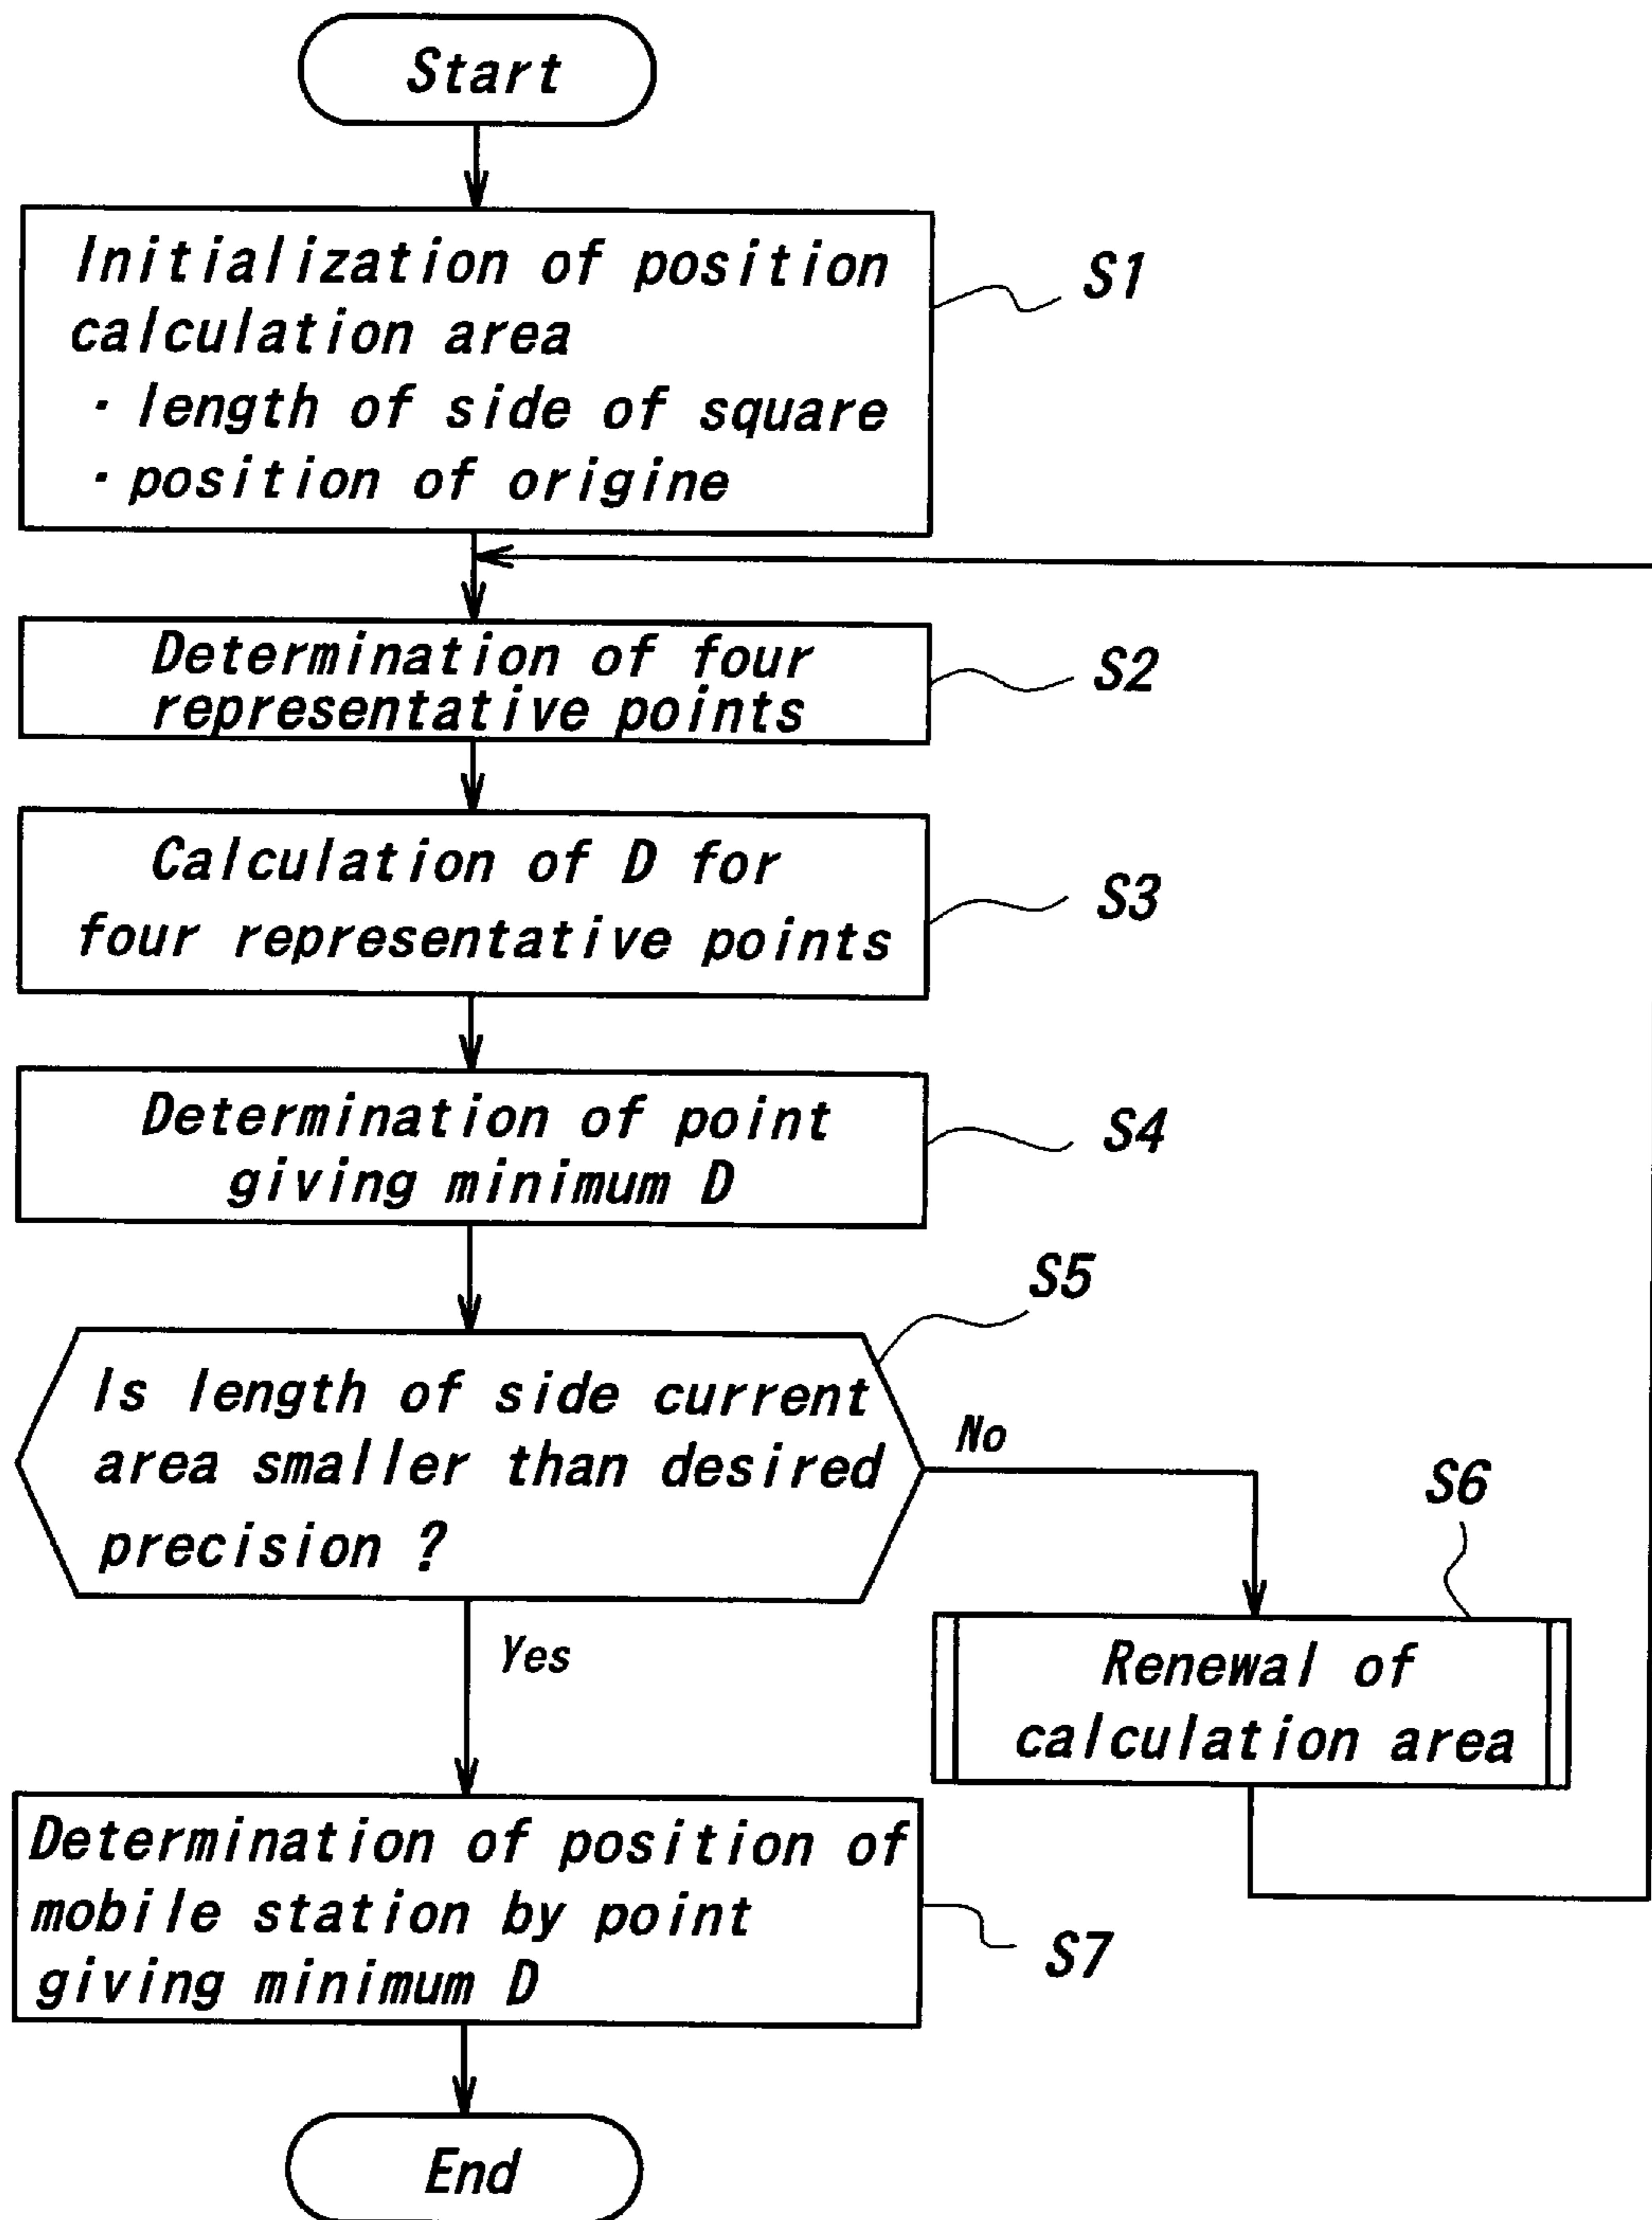 Start
Initialization of position
calculation area
· length of side of square
· position of origine
S1
Determination of four
representative points
S2
Calculation of D for
four representative points
S3
Determination of point
giving minimum D
S4
S5
Is length of side current
area smaller than desired
precision ?
No
S6
Yes
Renewal of
calculation area
Determination of position of
mobile station by point
giving minimum D
S7
End